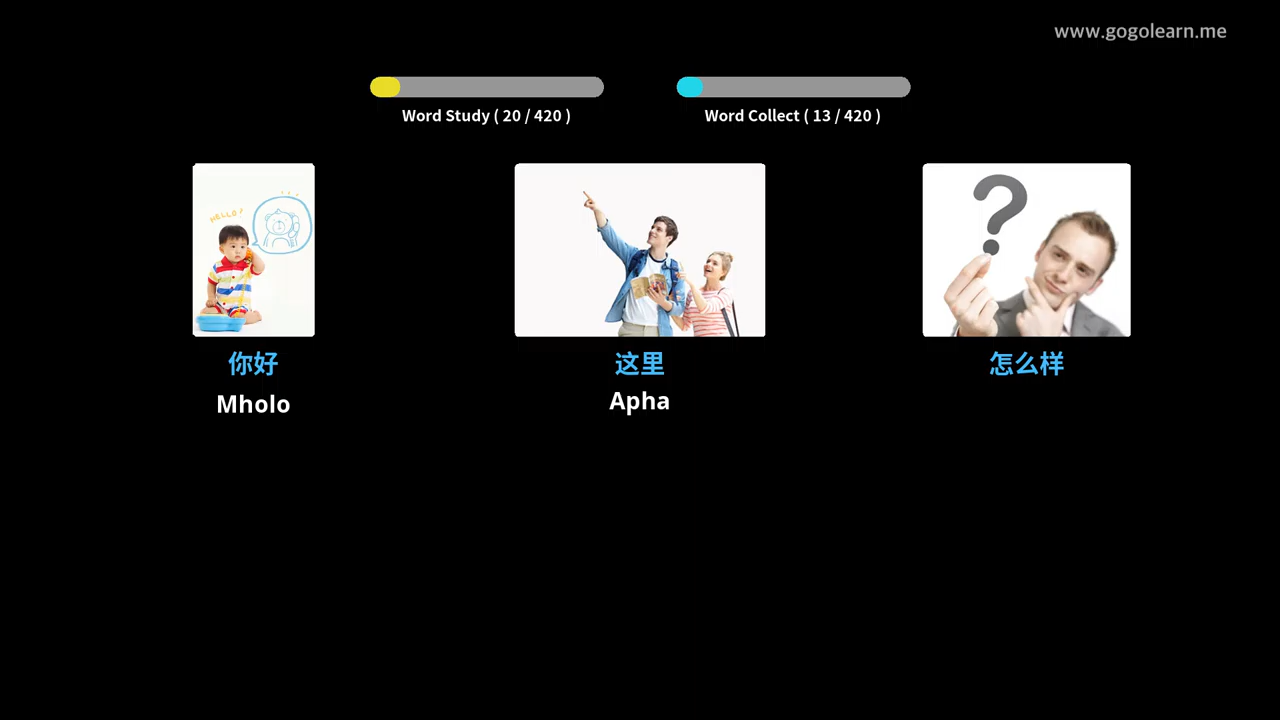 www.gogolearn.me
Word Study ( 20 / 420 )
Word Collect ( 13 / 420 )
HELLO?
?
你好
这里
怎么样
Mholo
Apha